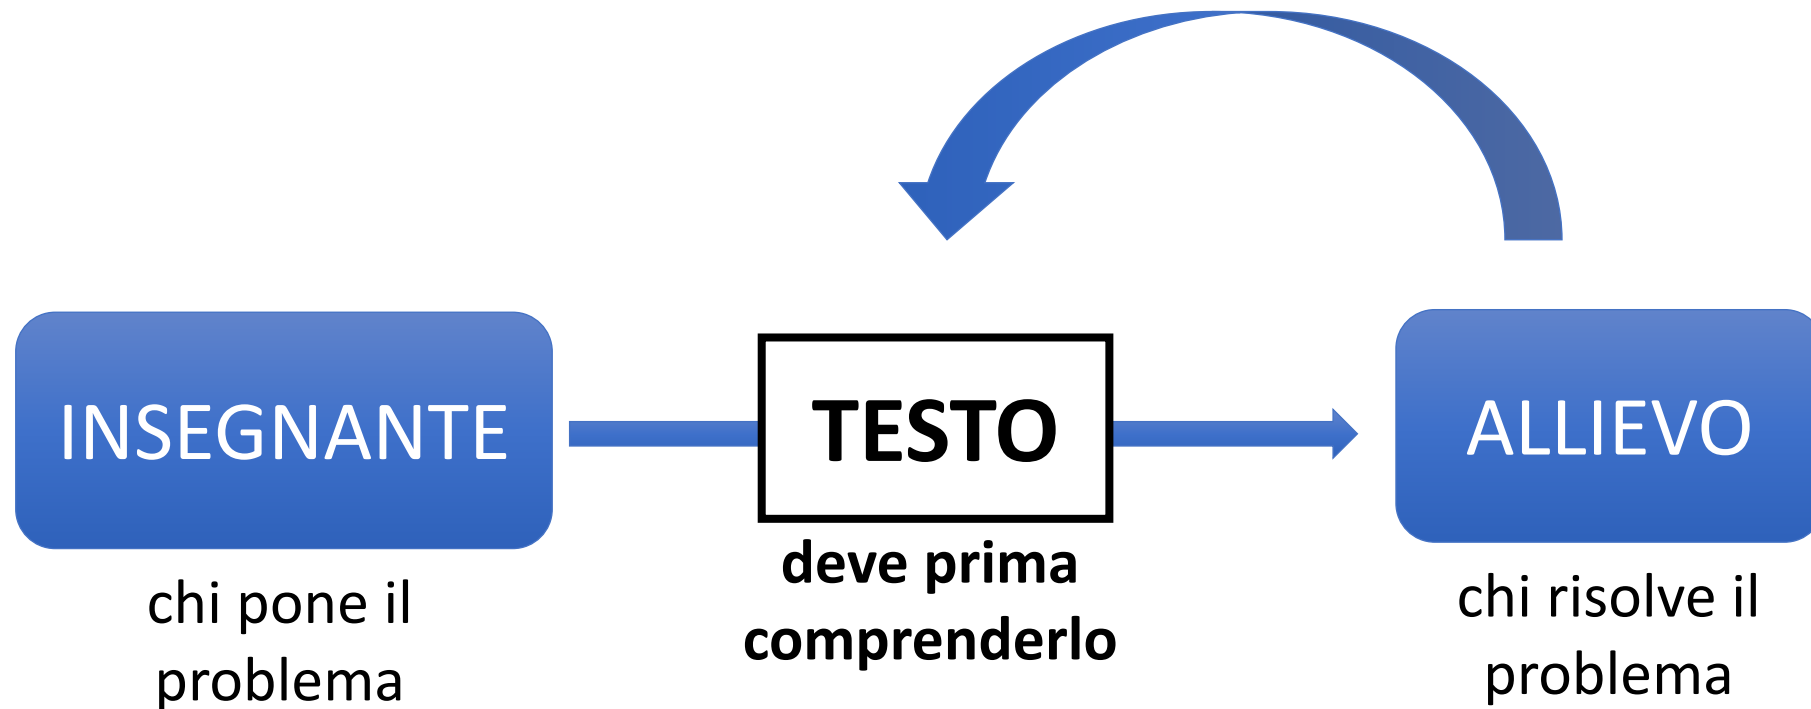 INSEGNANTE
chi pone il
problema
TESTO
deve prima
comprenderlo
ALLIEVO
chi risolve il
problema